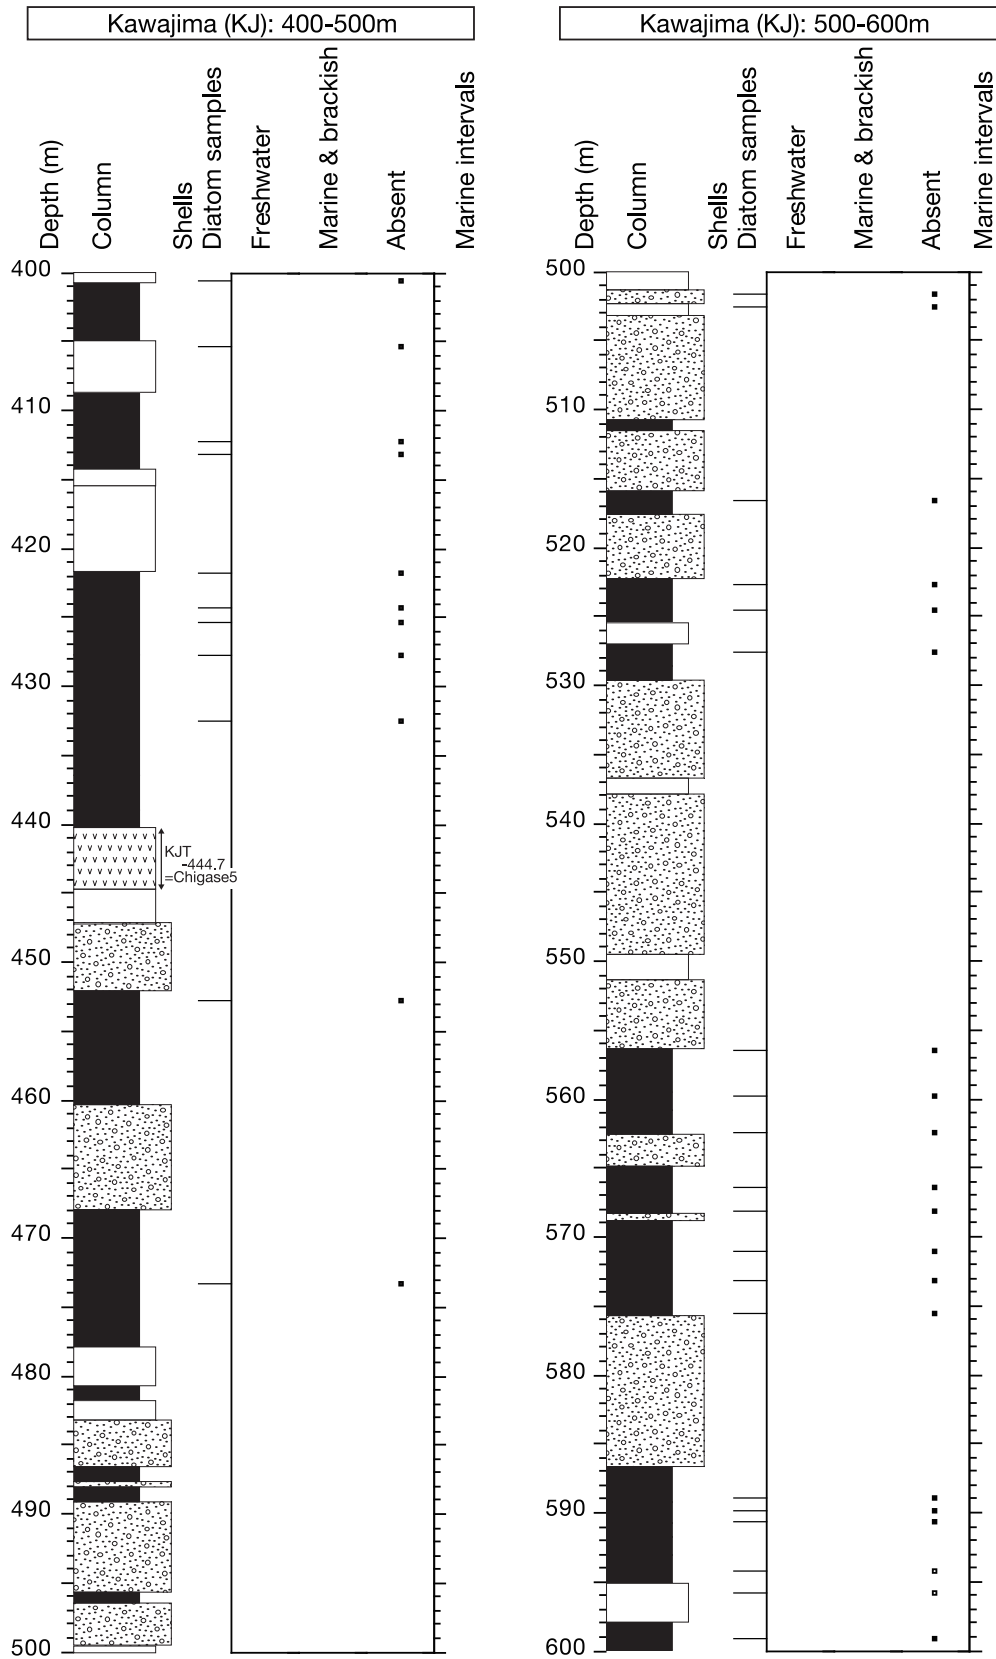 Kawajima (KJ): 400-500m
Depth (m)
Column
Shells
Diatom samples
Freshwater
Marine & brackish
Absent
Marine intervals
400
410
420
430
440
KJT
-444.7
=Chigase5
450
460
470
480
490
500
Kawajima (KJ): 500-600m
Depth (m)
Column
Shells
Diatom samples
Freshwater
Marine & brackish
Absent
Marine intervals
500
510
520
530
540
550
560
570
580
590
600